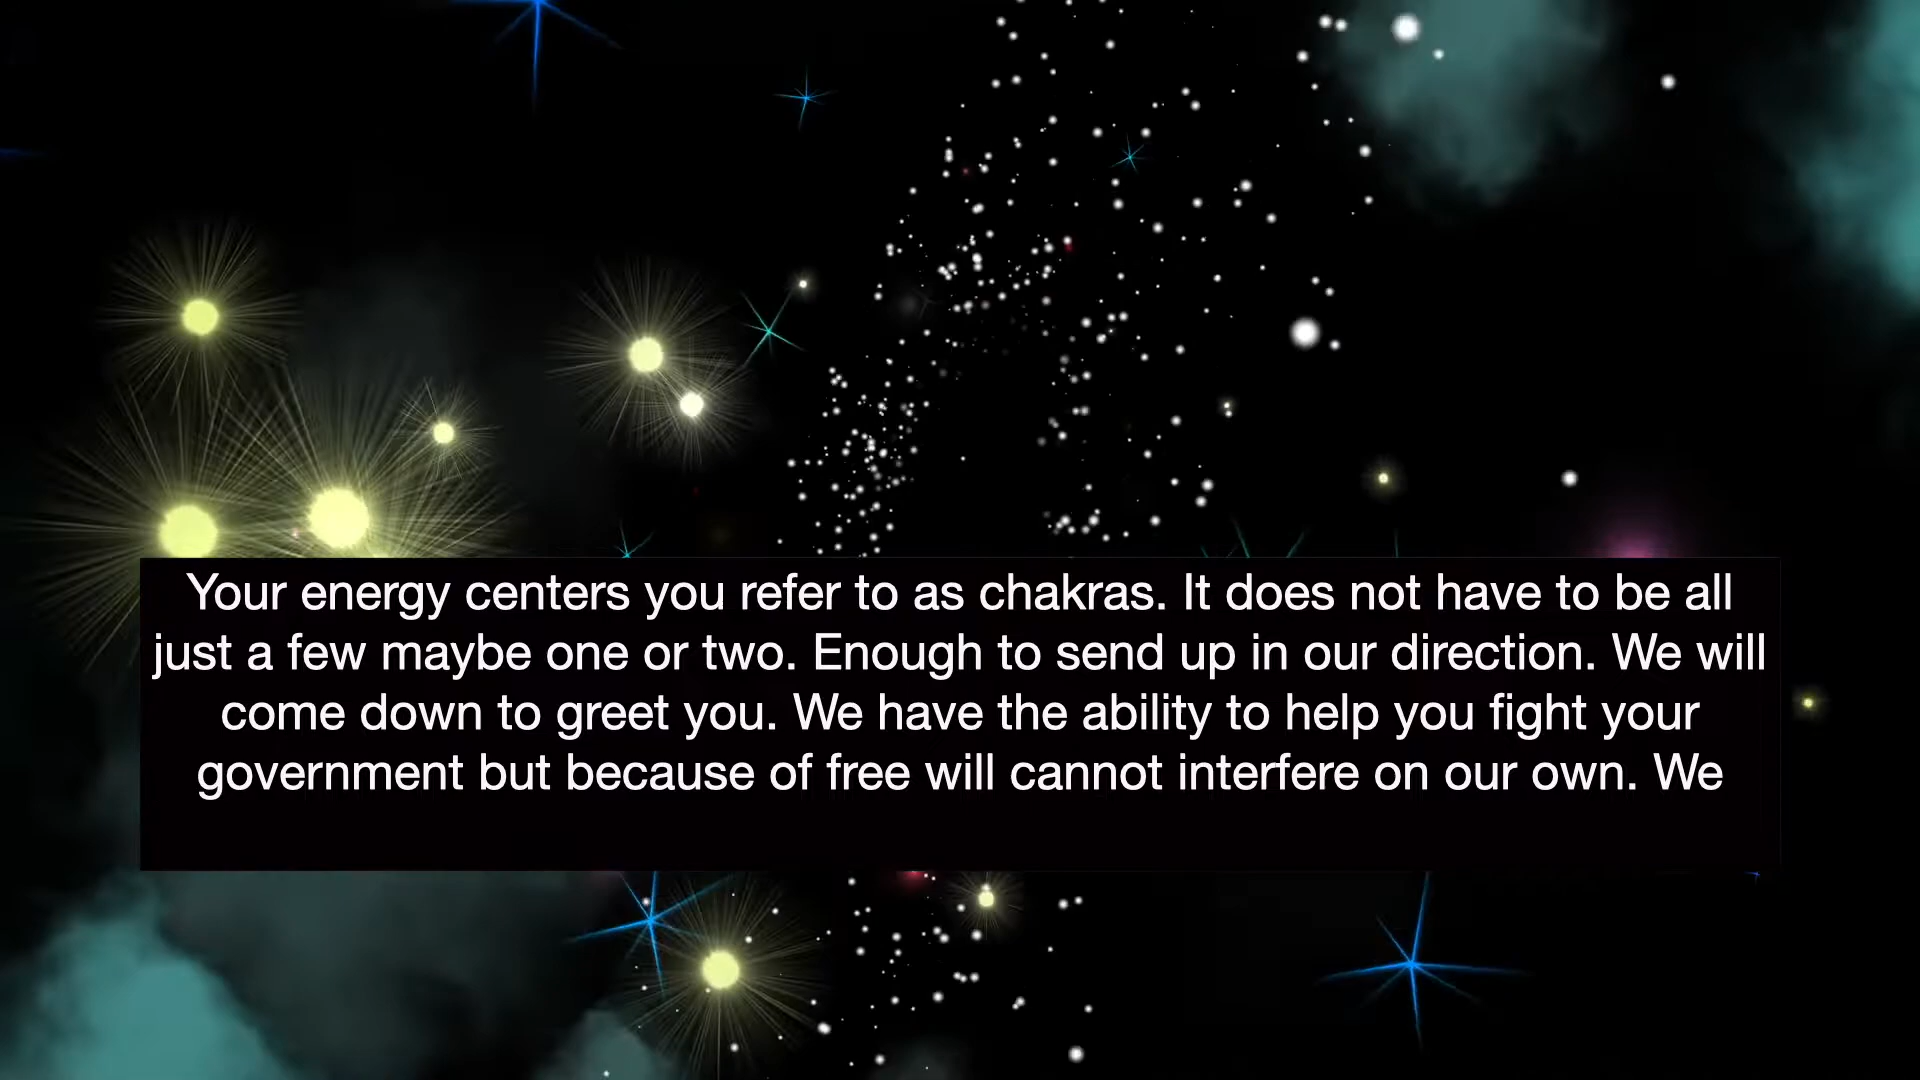 Your energy centers you refer to as chakras. It does not have to be all
just a few maybe one or two. Enough to send up in our direction. We will
come down to greet you. We have the ability to help you fight your
government but because of free will cannot interfere on our own. We